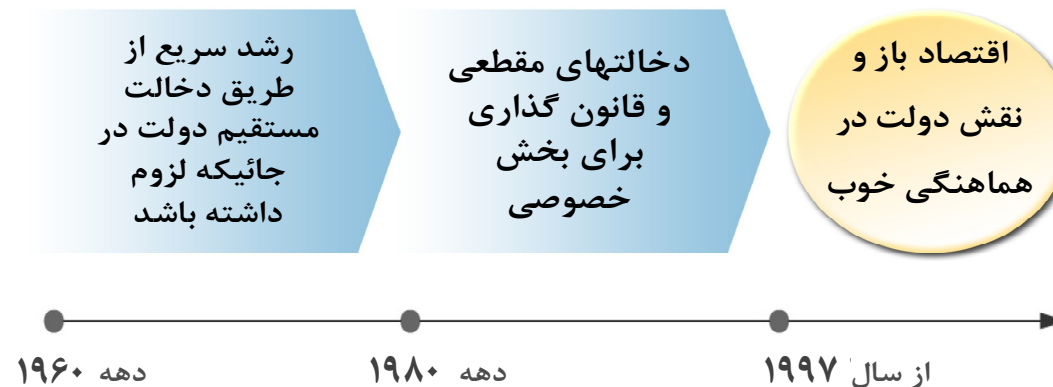 رشد سریع از
طریق دخالت
مستقیم دولت در
جائیکه لزوم
داشته باشد
دخالتهای مقطعی
و قانون گذاری
برای بخش
خصوصی
اقتصاد باز و
نقش دولت در
هماهنگی خوب
دهه ۱۹۶۰
دهه ۱۹۸۰
از سال ۱۹۹۷